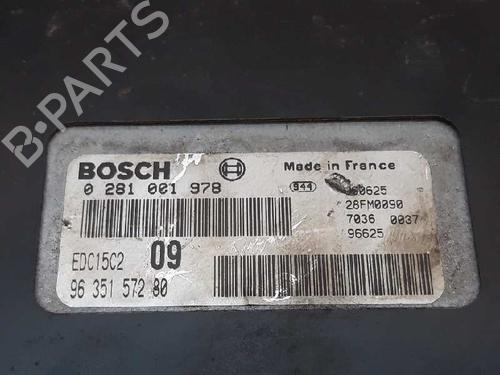 B-PARTS
BOSCH
Made in France
0 281 001 978
944
28FM0090
7036 0037
96625
EDC15C2 09
96 351 572 80